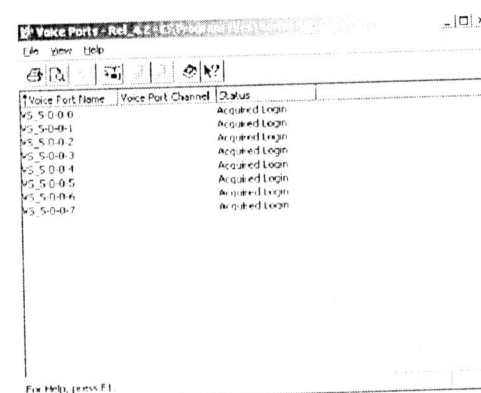 Voice Ports - Rel_4.2 -
File View Help
Voice Port Name Voice Port Channel Status
V5_5-0-0-0 Acquired Login
V5_5-0-0-1 Acquired Login
V5_5-0-0-2 Acquired Login
V5_5-0-0-3 Acquired Login
V5_5-0-0-4 Acquired Login
V5_5-0-0-5 Acquired Login
V5_5-0-0-6 Acquired Login
V5_5-0-0-7 Acquired Login
For Help, press F1.